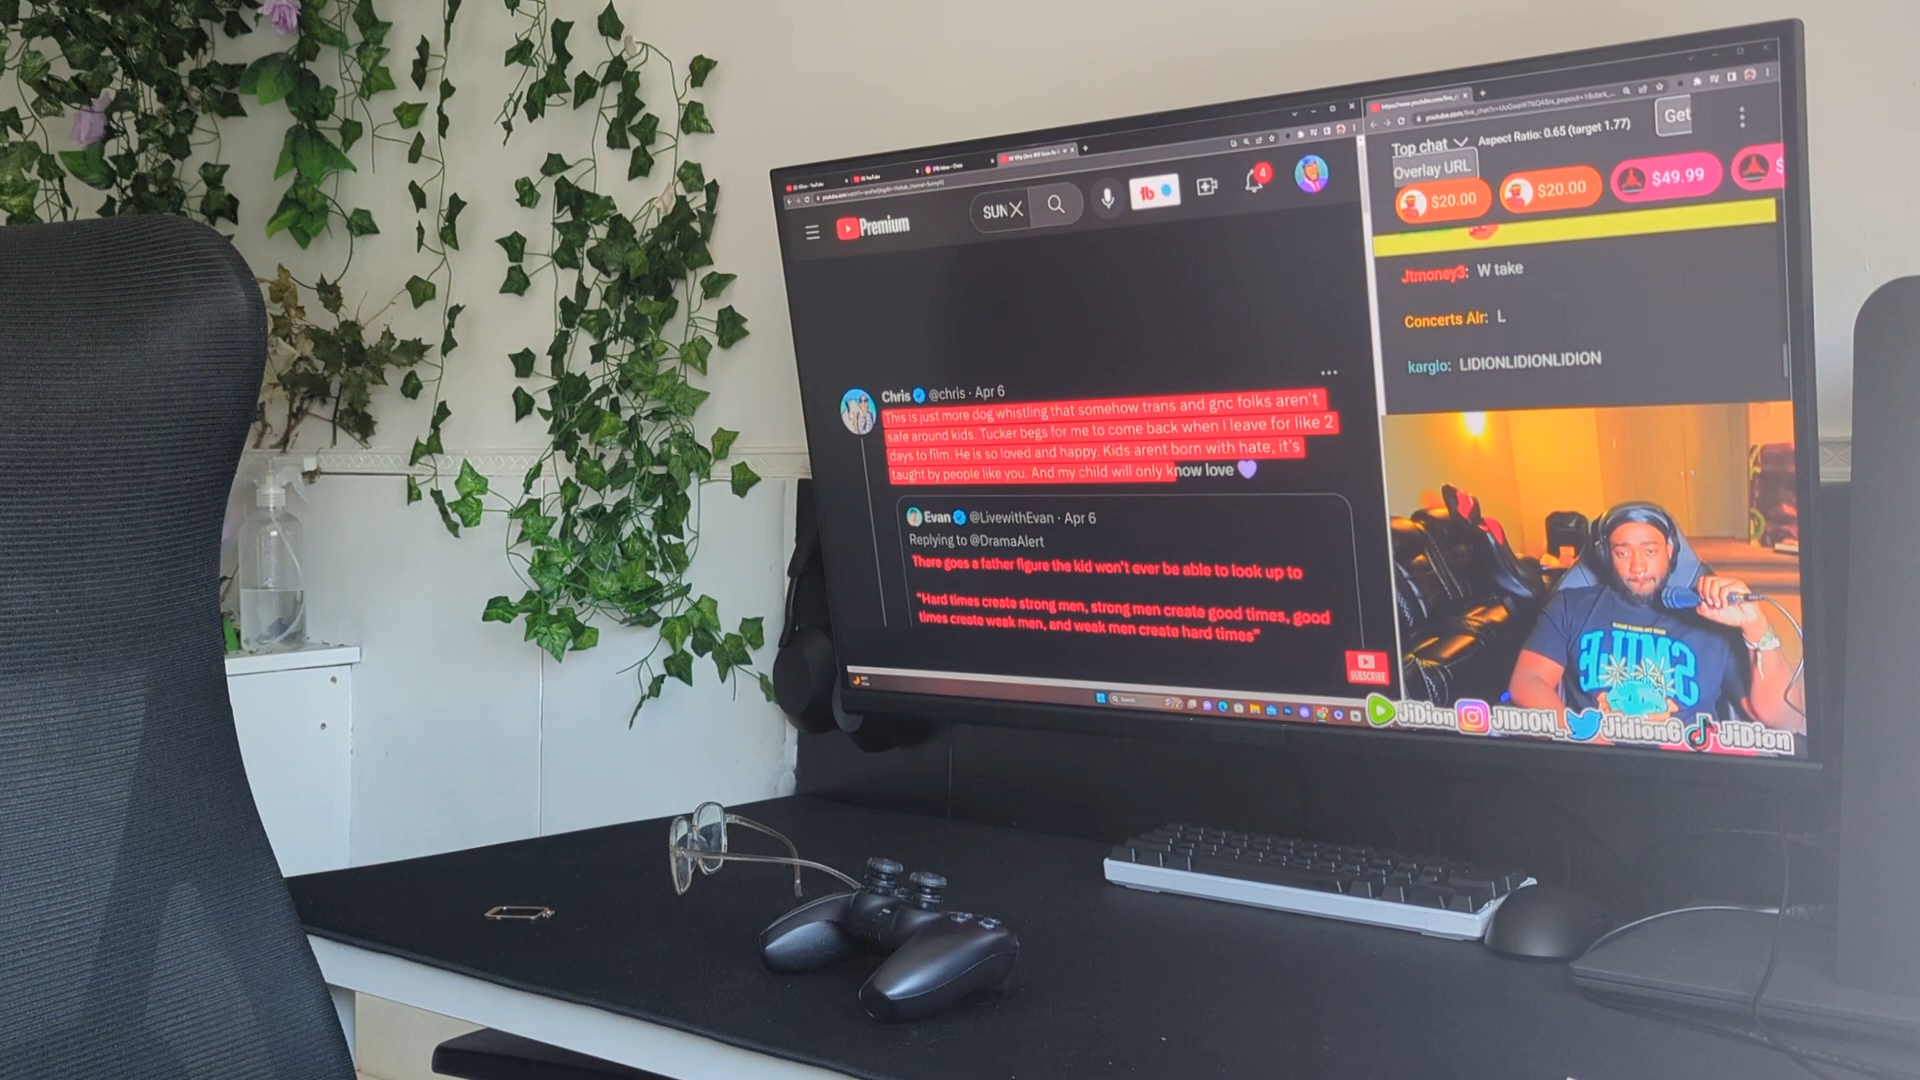 Premium
SUN
4
Chris @chris · Apr 6
This is just more dog whistling that somehow trans and gnc folks aren't
safe around kids. Tucker begs for me to come back when I leave for like 2
days to film. He is so loved and happy. Kids arent born with hate, it's
taught by people like you. And my child will only know love 💜
Evan @LivewithEvan · Apr 6
Replying to @DramaAlert
There goes a father figure the kid won't ever be able to look up to
"Hard times create strong men, strong men create good times, good
times create weak men, and weak men create hard times"
SUBSCRIBE
Search
Top chat
Aspect Ratio: 0.65 (target 1.77)
Get
Overlay URL
$20.00
$20.00
$49.99
$
Jtmoney3: W take
Concerts Alr: L
karglo: LIDIONLIDIONLIDION
SMILE
JiDion
JIDION_
Jidion6
JiDion